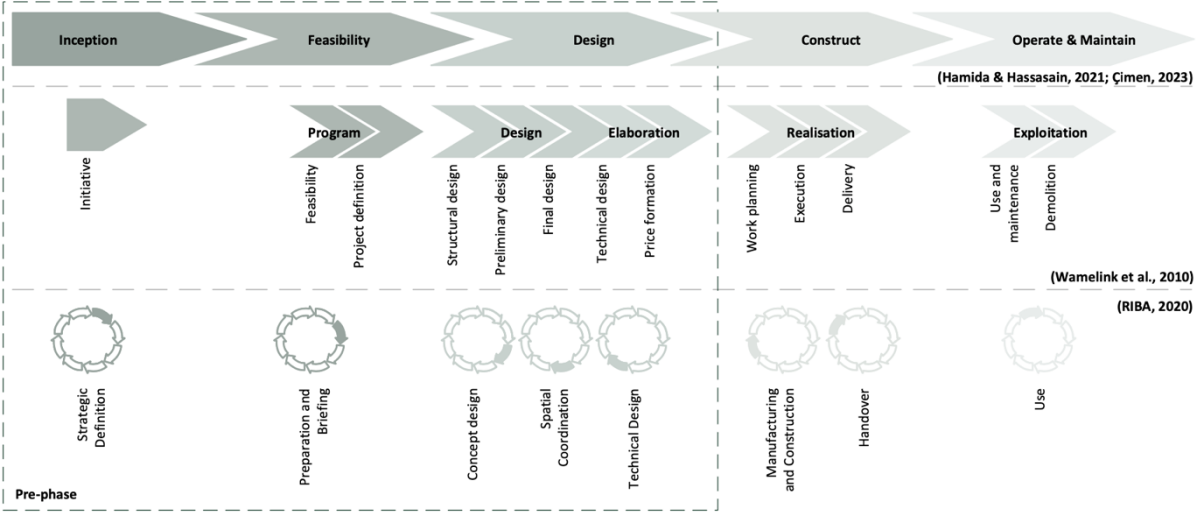 Inception
Feasibility
Design
Construct
Operate & Maintain
(Hamida & Hassasain, 2021; Çimen, 2023)
Program
Design
Elaboration
Realisation
Exploitation
Initiative
Feasibility
Project definition
Structural design
Preliminary design
Final design
Technical design
Price formation
Work planning
Execution
Delivery
Use and
maintenance
Demolition
(Wamelink et al., 2010)
(RIBA, 2020)
Strategic
Definition
Preparation and
Briefing
Concept design
Spatial
Coordination
Technical Design
Manufacturing
and Construction
Handover
Use
Pre-phase